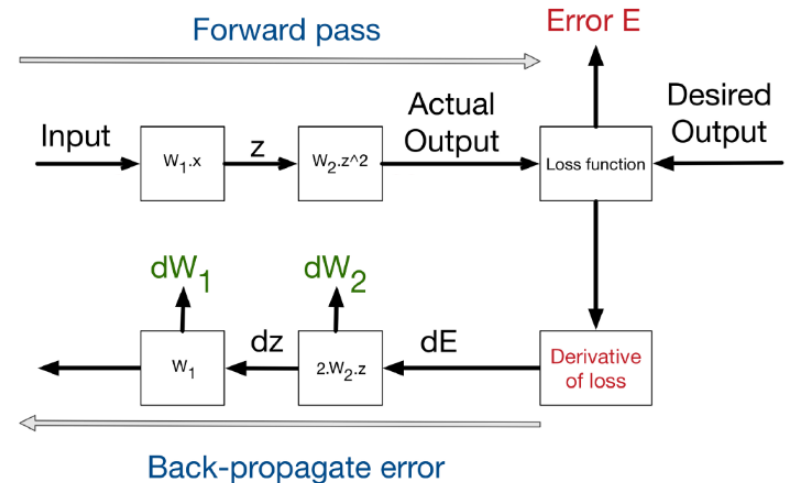 Forward pass
Error E
Input
W₁.x
z
W₂.z^2
Actual
Output
Loss function
Desired
Output
dW₁
dW₂
W₁
dz
2.W₂.z
dE
Derivative
of loss
Back-propagate error